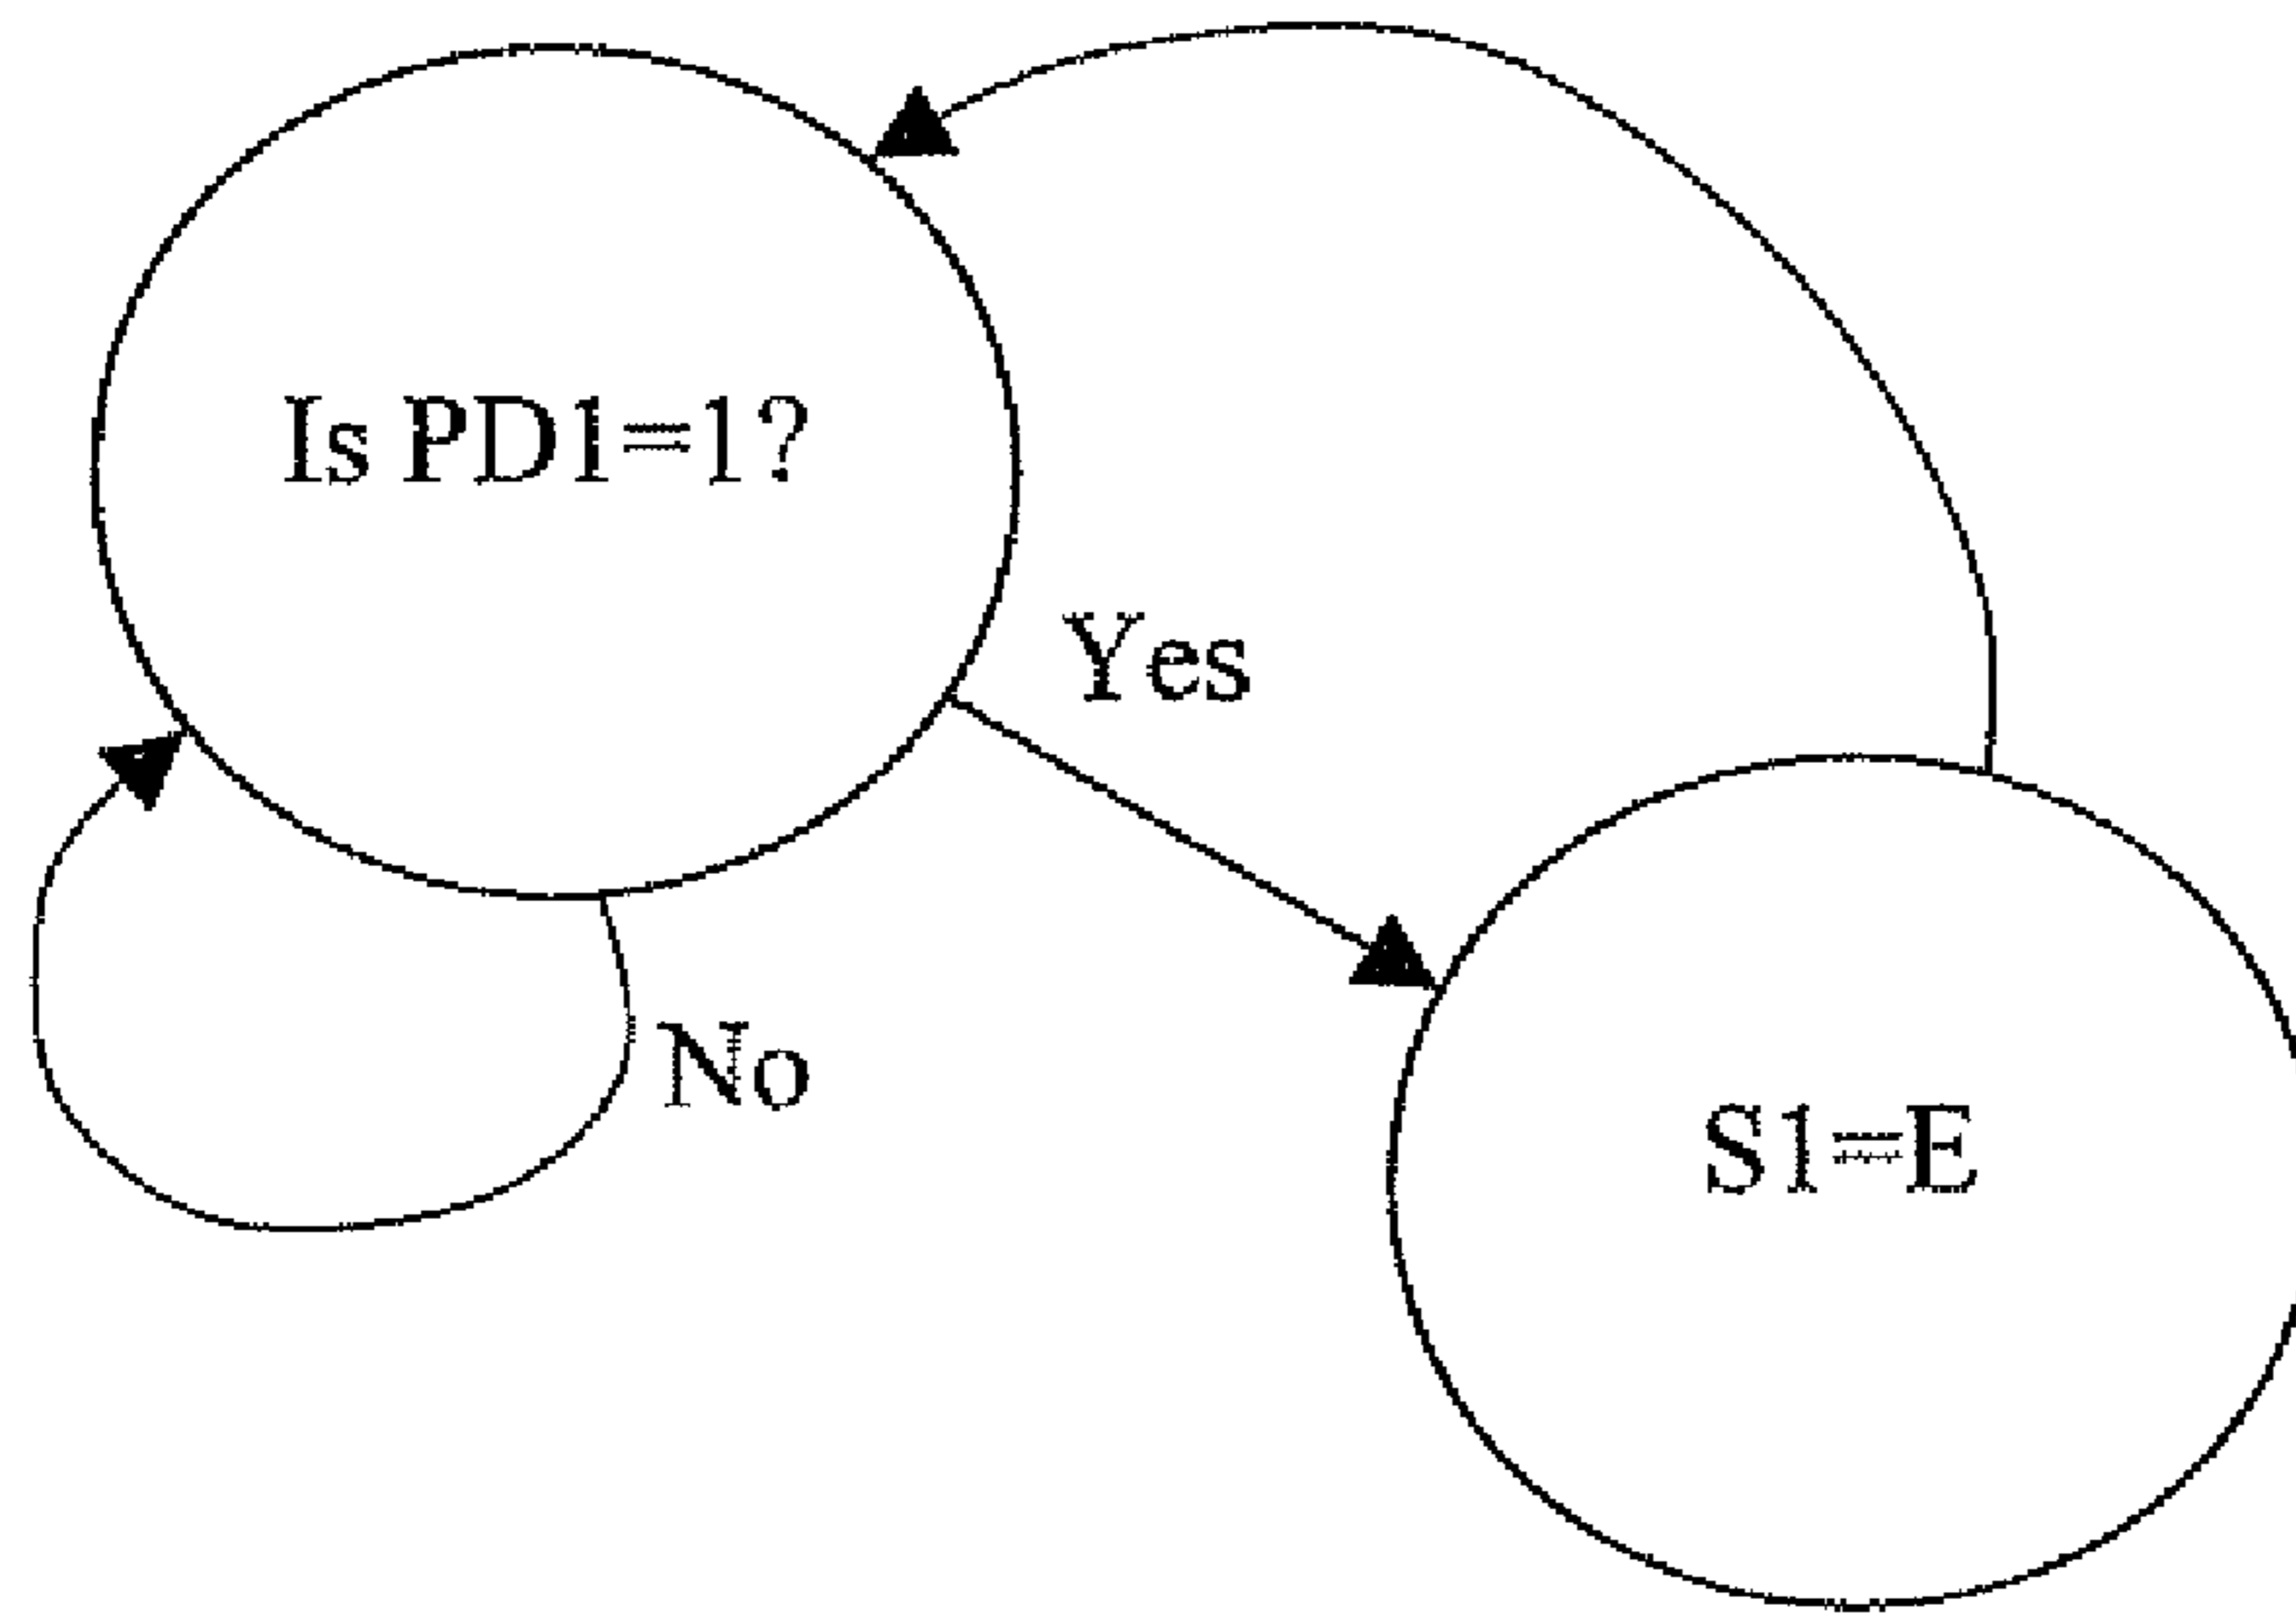 Is PD1=1?
Yes
No
S1=E